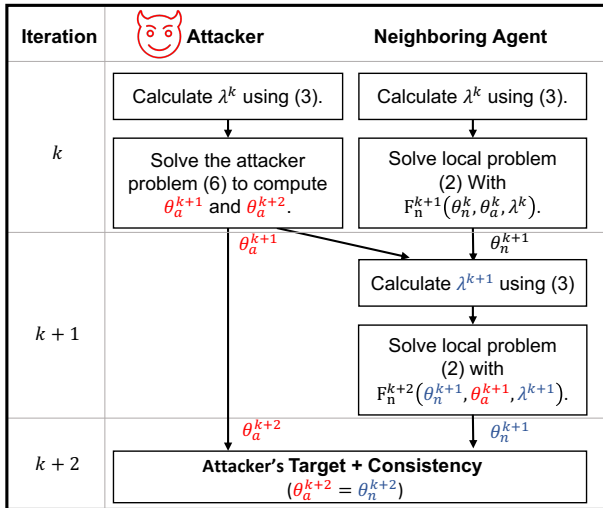 Iteration Attacker Neighboring Agent
k
Calculate λ^k using (3).
Solve the attacker
problem (6) to compute
θ_a^{k+1} and θ_a^{k+2}.
Calculate λ^k using (3).
Solve local problem
(2) With
F_n^{k+1}(θ_n^k, θ_a^k, λ^k).
θ_a^{k+1}
θ_n^{k+1}
k + 1
Calculate λ^{k+1} using (3)
Solve local problem
(2) with
F_n^{k+2}(θ_n^{k+1}, θ_a^{k+1}, λ^{k+1}).
θ_a^{k+2}
θ_n^{k+1}
k + 2
Attacker's Target + Consistency
(θ_a^{k+2} = θ_n^{k+2})